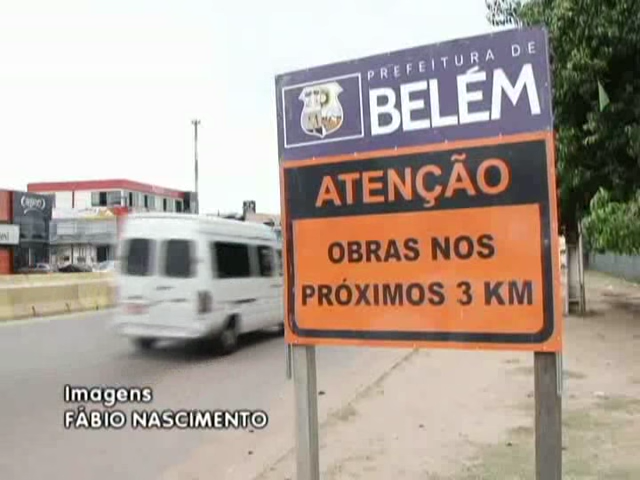 PREFEITURA DE
BELÉM
ATENÇÃO
OBRAS NOS
PRÓXIMOS 3 KM
Imagens
FÁBIO NASCIMENTO